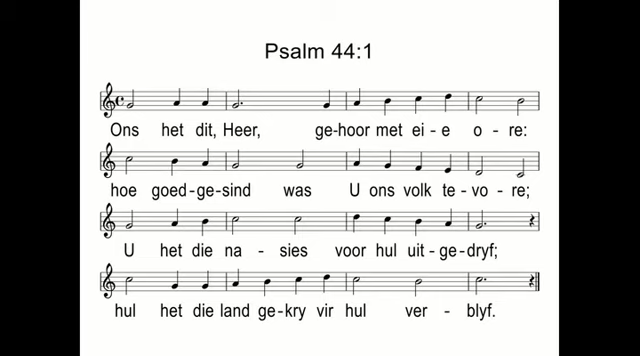 Psalm 44:1
Ons het dit, Heer, ge-hoor met ei-e o-re:
hoe goed-ge-sind was U ons volk te-vo-re;
U het die na-sies voor hul uit-ge-dryf;
hul het die land ge-kry vir hul ver-blyf.